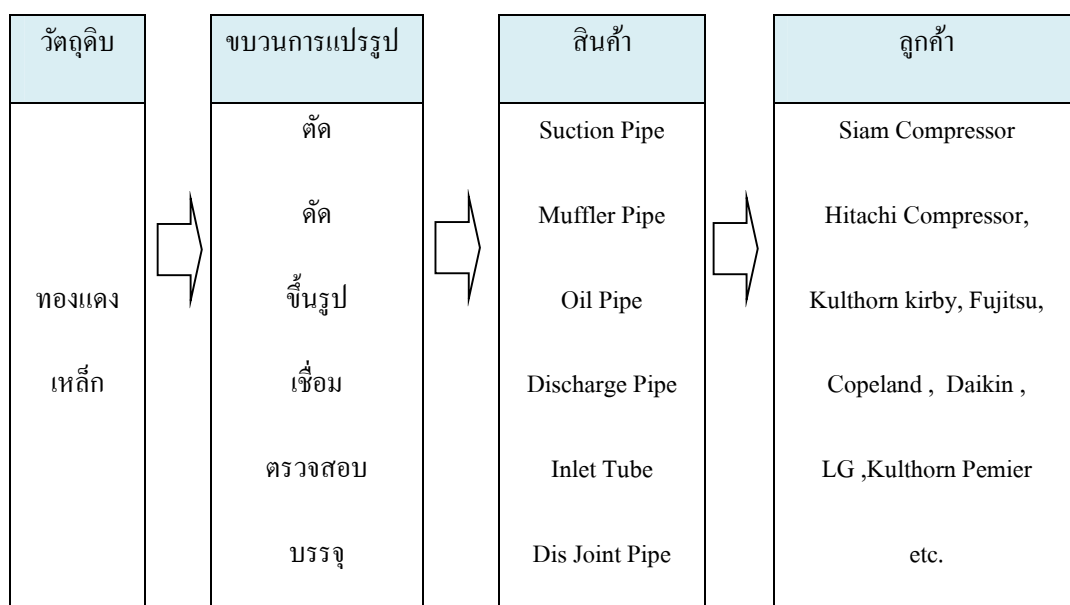 วัตถุดิบ
ทองแดง
เหล็ก
ขบวนการแปรรูป
ตัด
ดัด
ขึ้นรูป
เชื่อม
ตรวจสอบ
บรรจุ
สินค้า
Suction Pipe
Muffler Pipe
Oil Pipe
Discharge Pipe
Inlet Tube
Dis Joint Pipe
ลูกค้า
Siam Compressor
Hitachi Compressor,
Kulthorn kirby, Fujitsu,
Copeland , Daikin ,
LG ,Kulthorn Pemier
etc.